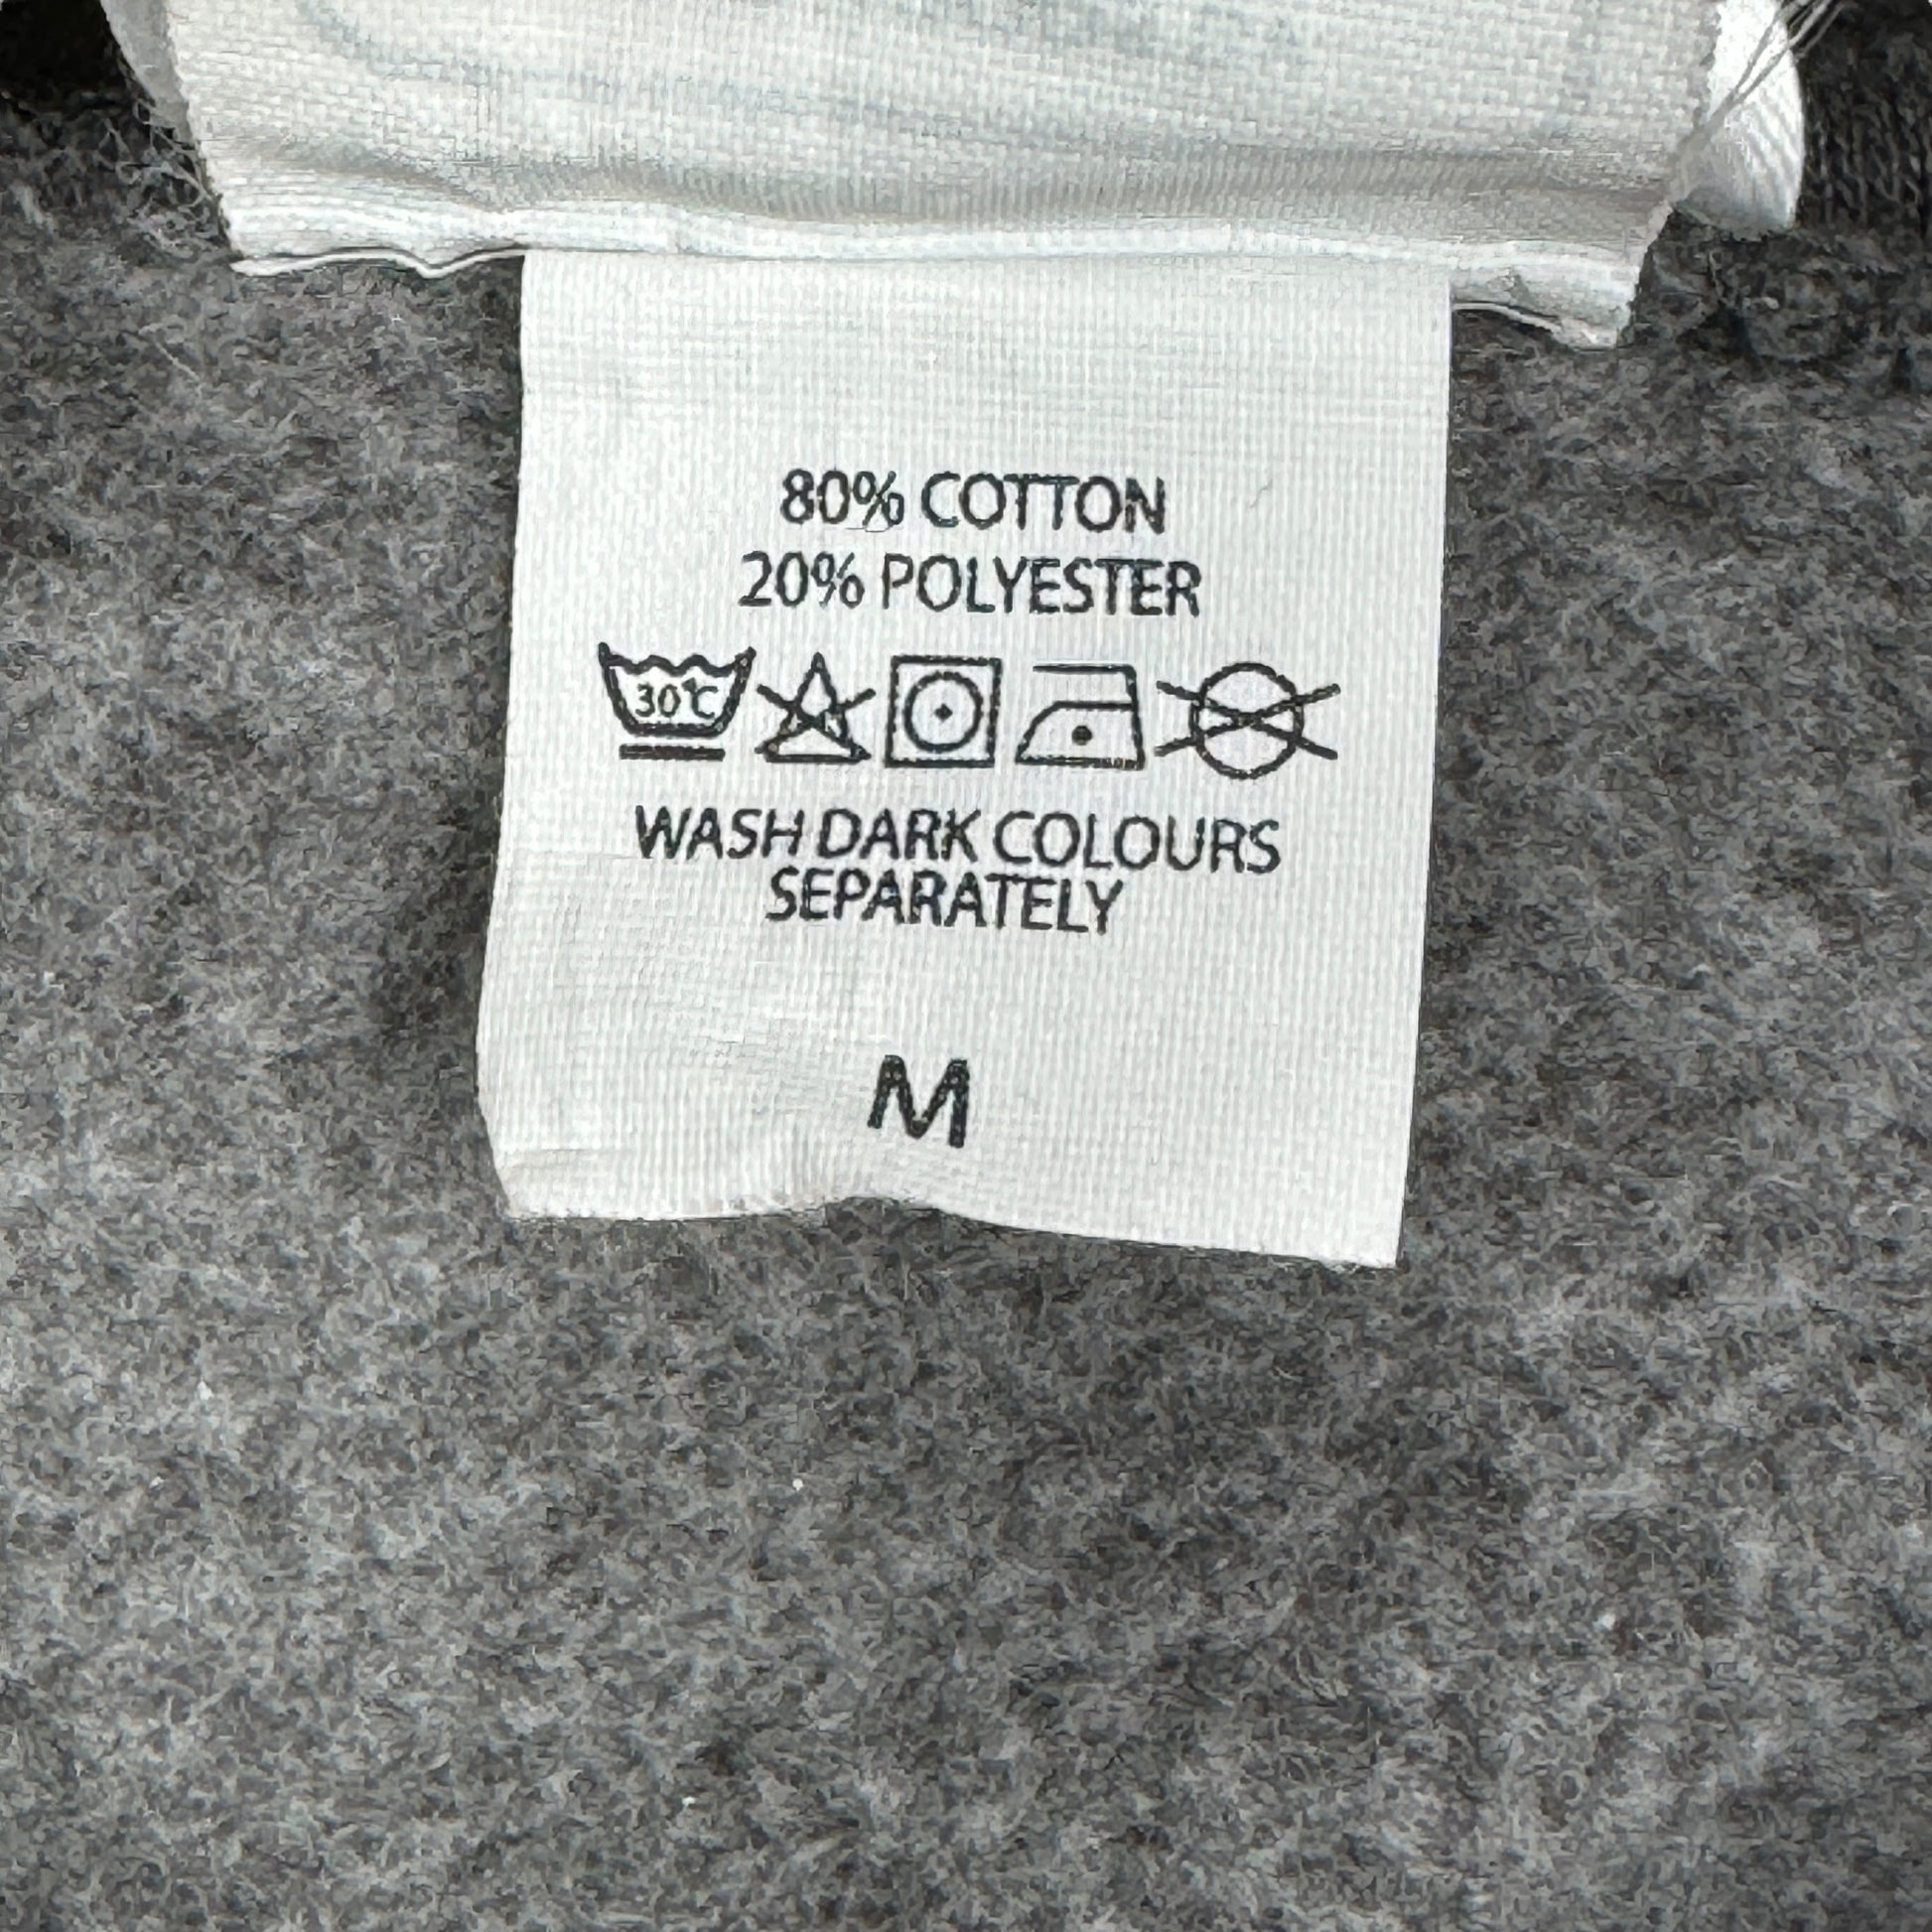 80% COTTON
20% POLYESTER
30°C
WASH DARK COLOURS
SEPARATELY
M